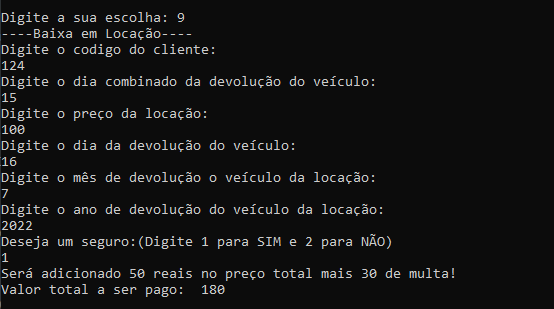 Digite a sua escolha: 9
----Baixa em Locação----
Digite o codigo do cliente:
124
Digite o dia combinado da devolução do veículo:
15
Digite o preço da locação:
100
Digite o dia da devolução do veículo:
16
Digite o mês de devolução o veículo da locação:
7
Digite o ano de devolução do veículo da locação:
2022
Deseja um seguro:(Digite 1 para SIM e 2 para NÃO)
1
Será adicionado 50 reais no preço total mais 30 de multa!
Valor total a ser pago:  180